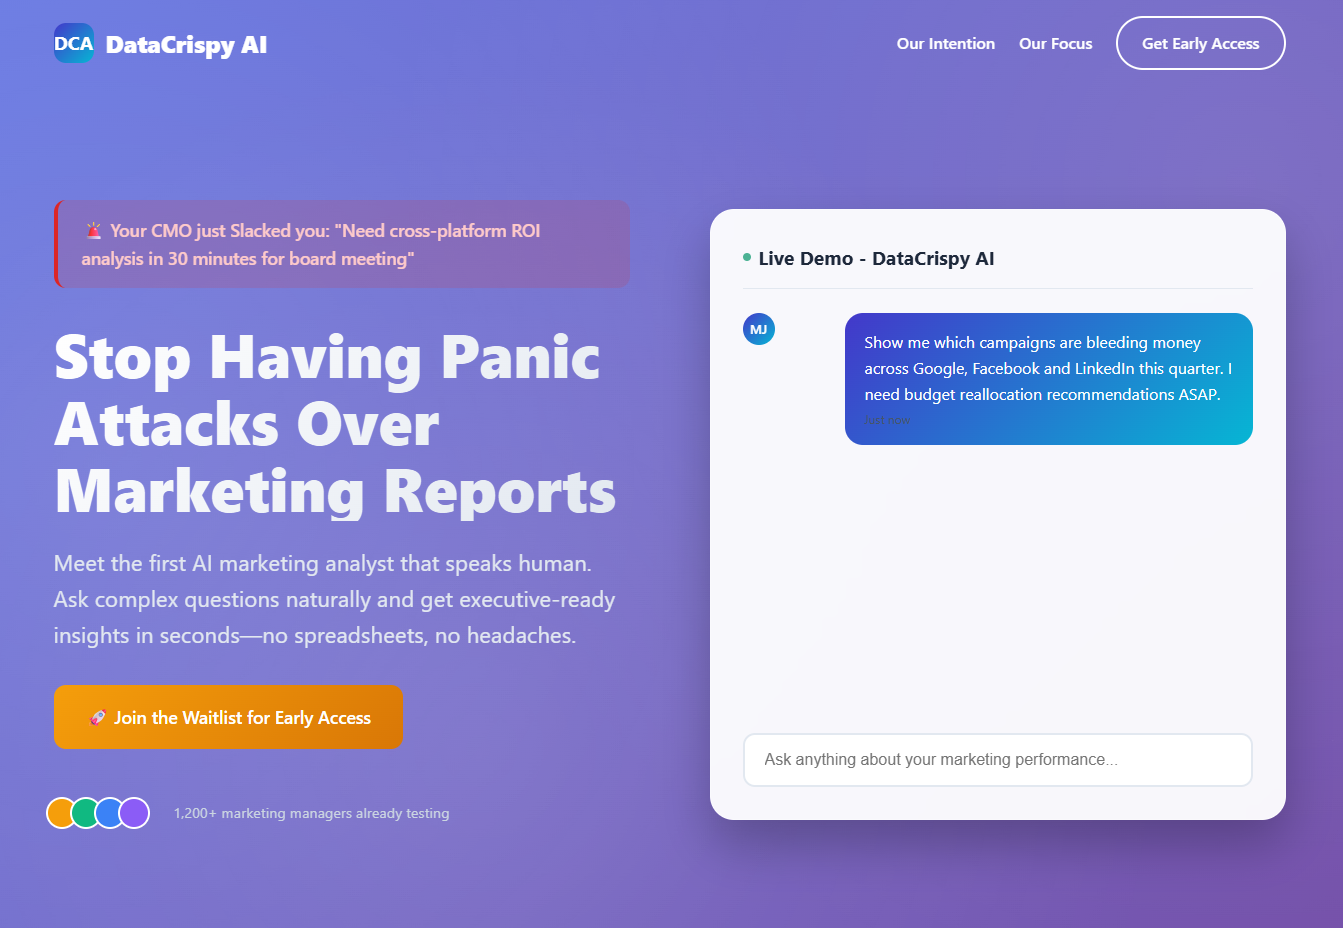 DCA DataCrispy AI
Our Intention
Our Focus
Get Early Access
🚨 Your CMO just Slacked you: "Need cross-platform ROI
analysis in 30 minutes for board meeting"
Stop Having Panic
Attacks Over
Marketing Reports
Meet the first AI marketing analyst that speaks human.
Ask complex questions naturally and get executive-ready
insights in seconds—no spreadsheets, no headaches.
🚀 Join the Waitlist for Early Access
1,200+ marketing managers already testing
Live Demo - DataCrispy AI
MJ
Show me which campaigns are bleeding money
across Google, Facebook and LinkedIn this quarter. I
need budget reallocation recommendations ASAP.
Just now
Ask anything about your marketing performance...